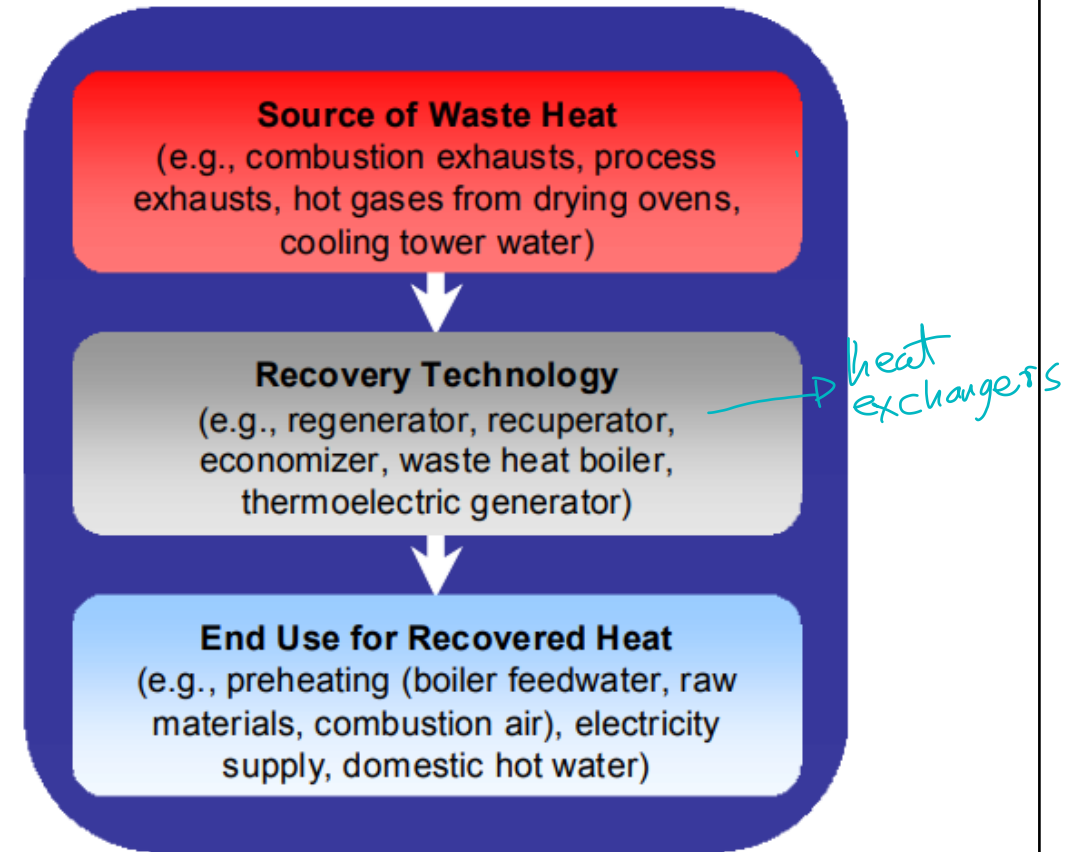 Source of Waste Heat
(e.g., combustion exhausts, process
exhausts, hot gases from drying ovens,
cooling tower water)
Recovery Technology
(e.g., regenerator, recuperator,
economizer, waste heat boiler,
thermoelectric generator)
heat
exchangers
End Use for Recovered Heat
(e.g., preheating (boiler feedwater, raw
materials, combustion air), electricity
supply, domestic hot water)